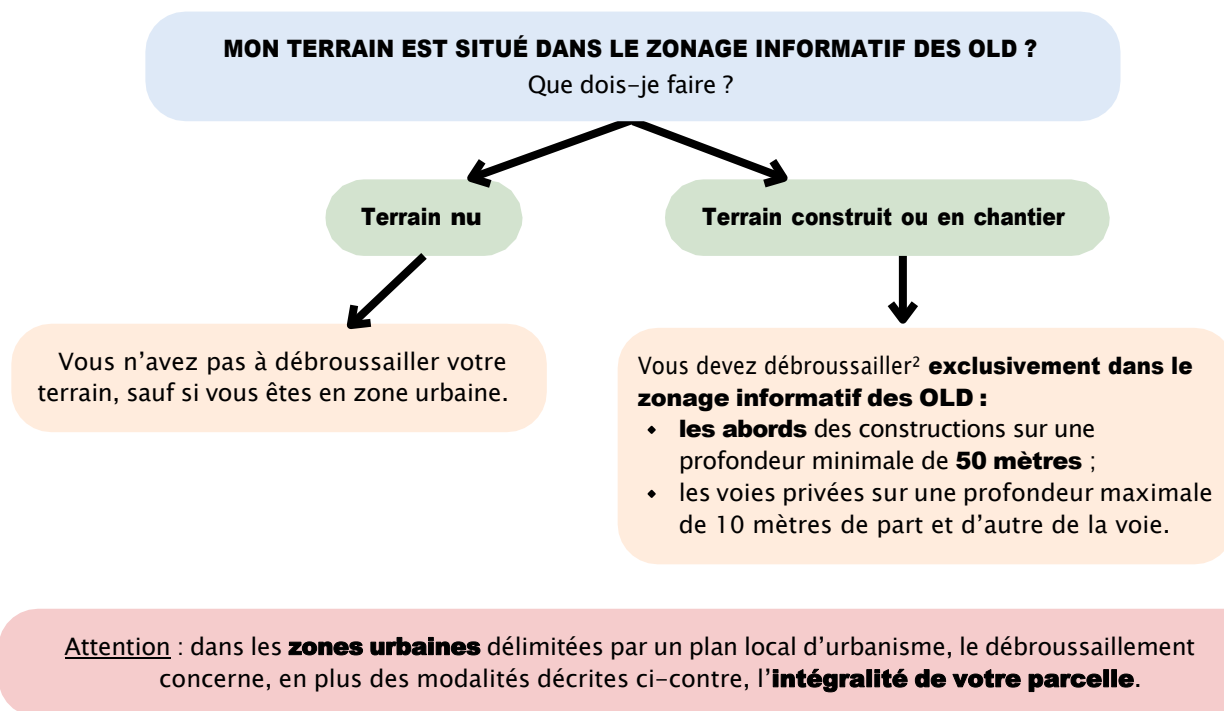 MON TERRAIN EST SITUÉ DANS LE ZONAGE INFORMATIF DES OLD ?
Que dois-je faire ?
Terrain nu
Terrain construit ou en chantier
Vous n’avez pas à débroussailler votre
terrain, sauf si vous êtes en zone urbaine.
Vous devez débroussailler² exclusivement dans le
zonage informatif des OLD :
• les abords des constructions sur une
profondeur minimale de 50 mètres ;
• les voies privées sur une profondeur maximale
de 10 mètres de part et d’autre de la voie.
Attention : dans les zones urbaines délimitées par un plan local d’urbanisme, le débroussaillement
concerne, en plus des modalités décrites ci-contre, l’intégralité de votre parcelle.